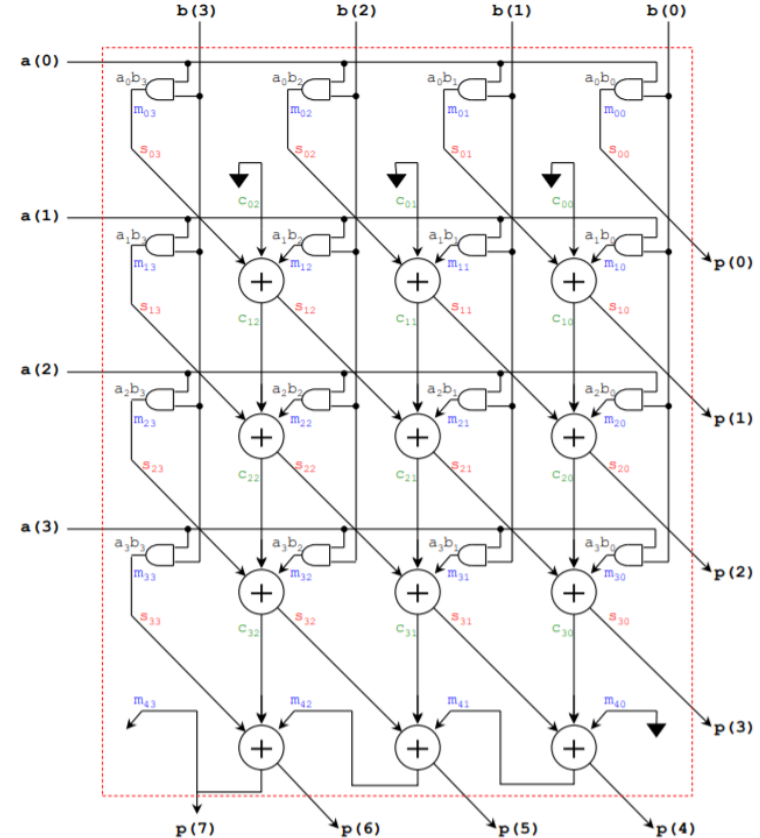 b(3) b(2) b(1) b(0)
a(0)
a₀b₃ a₀b₂ a₀b₁ a₀b₀
m₀₃ m₀₂ m₀₁ m₀₀
s₀₃ s₀₂ s₀₁ s₀₀
c₀₂ c₀₁ c₀₀
a(1)
a₁b₃ a₁b₂ a₁b₁ a₁b₀
m₁₃ m₁₂ m₁₁ m₁₀
p(0)
s₁₃ s₁₂ s₁₁ s₁₀
c₁₂ c₁₁ c₁₀
a(2)
a₂b₃ a₂b₂ a₂b₁ a₂b₀
m₂₃ m₂₂ m₂₁ m₂₀
p(1)
s₂₃ s₂₂ s₂₁ s₂₀
c₂₂ c₂₁ c₂₀
a(3)
a₃b₃ a₃b₂ a₃b₁ a₃b₀
m₃₃ m₃₂ m₃₁ m₃₀
p(2)
s₃₃ s₃₂ s₃₁ s₃₀
c₃₂ c₃₁ c₃₀
m₄₃ m₄₂ m₄₁ m₄₀
p(3)
p(7) p(6) p(5) p(4)